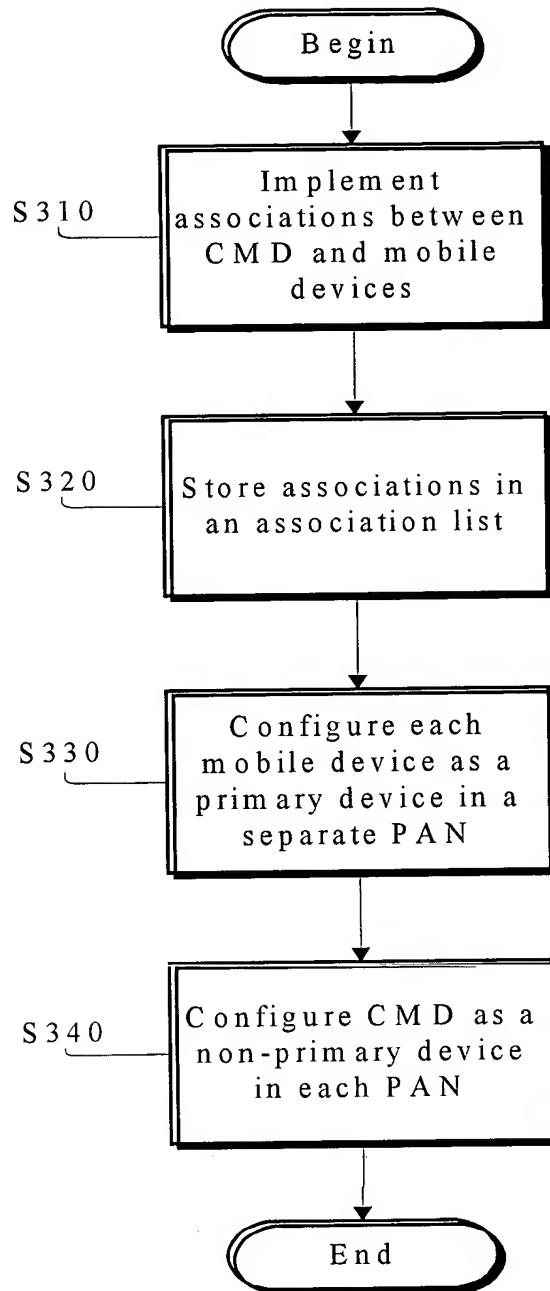 Begin
S310
Implement
associations between
CMD and mobile
devices
S320
Store associations in
an association list
S330
Configure each
mobile device as a
primary device in a
separate PAN
S340
Configure CMD as a
non-primary device
in each PAN
End